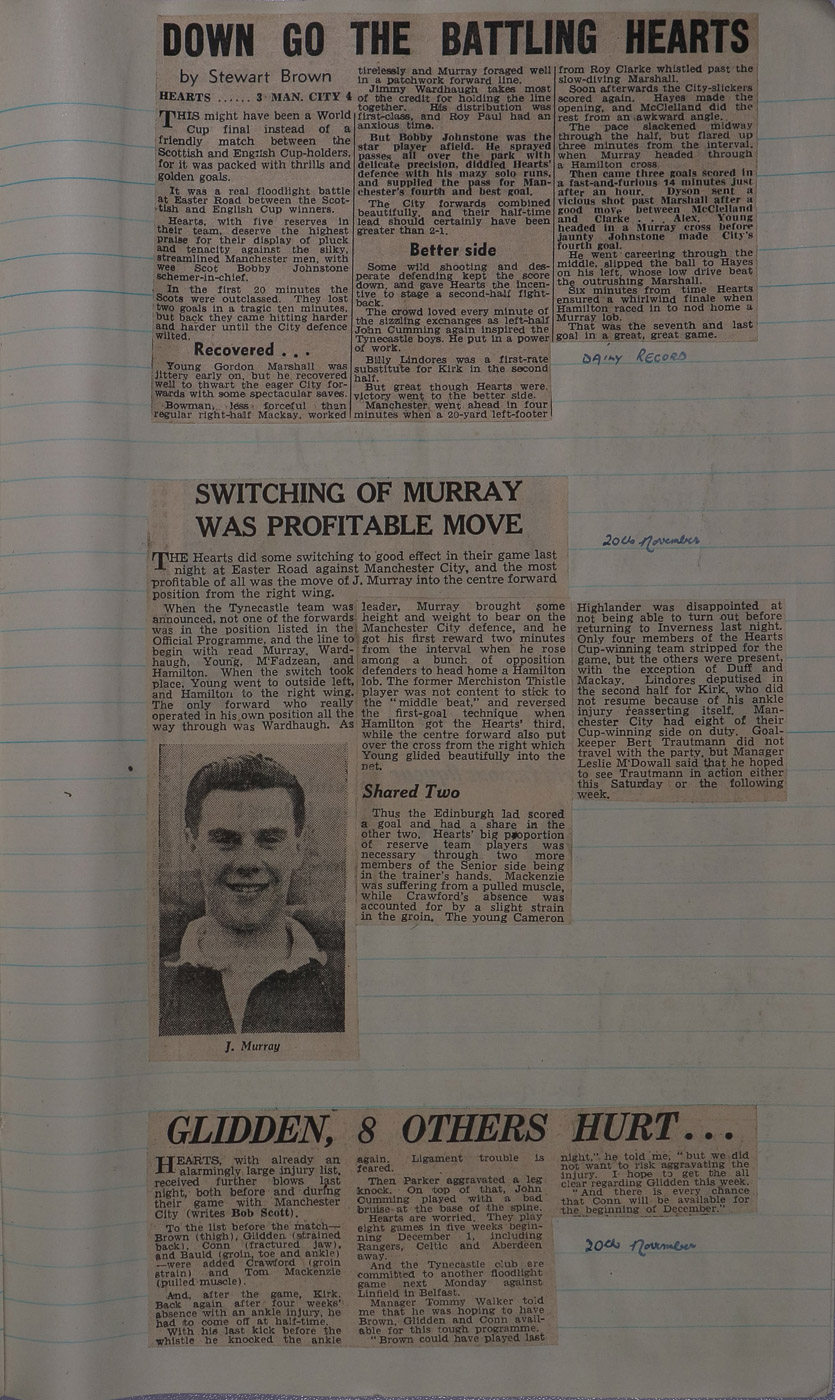 DOWN GO THE BATTLING HEARTS
by Stewart Brown
HEARTS ...... 3 MAN. CITY 4
THIS might have been a World
Cup final instead of a
friendly match between the
Scottish and English Cup-holders,
for it was packed with thrills and
golden goals.
It was a real floodlight battle
at Easter Road between the Scot-
tish and English Cup winners.
Hearts, with five reserves in
their team, deserve the highest
praise for their display of pluck
and tenacity against the silky,
streamlined Manchester men, with
wee Scot Bobby Johnstone
schemer-in-chief.
In the first 20 minutes the
Scots were outclassed. They lost
two goals in a tragic ten minutes,
but back they came hitting harder
and harder until the City defence
wilted.
Recovered . . .
Young Gordon Marshall was
jittery early on, but he recovered
well to thwart the eager City for-
wards with some spectacular saves.
Bowman, less forceful than
regular right-half Mackay, worked
tirelessly and Murray foraged well
in a patchwork forward line.
Jimmy Wardhaugh takes most
of the credit for holding the line
together. His distribution was
first-class, and Roy Paul had an
anxious time.
But Bobby Johnstone was the
star player afield. He sprayed
passes all over the park with
delicate precision, diddled Hearts'
defence with his mazy solo runs,
and supplied the pass for Man-
chester's fourth and best goal.
The City forwards combined
beautifully, and their half-time
lead should certainly have been
greater than 2-1.
Better side
Some wild shooting and des-
perate defending kept the score
down, and gave Hearts the incen-
tive to stage a second-half fight-
back.
The crowd loved every minute of
the sizzling exchanges as left-half
John Cumming again inspired the
Tynecastle boys. He put in a power
of work.
Billy Lindores was a first-rate
substitute for Kirk in the second
half.
But great though Hearts were,
victory went to the better side.
Manchester went ahead in four
minutes when a 20-yard left-footer
from Roy Clarke whistled past the
slow-diving Marshall.
Soon afterwards the City-slickers
scored again. Hayes made the
opening, and McClelland did the
rest from an awkward angle.
The pace slackened midway
through the half, but flared up
three minutes from the interval,
when Murray headed through
a Hamilton cross.
Then came three goals scored in
a fast-and-furious 14 minutes just
after an hour. Dyson sent a
vicious shot past Marshall after a
good move between McClelland
and Clarke . . . Alex. Young
headed in a Murray cross before
jaunty Johnstone made City's
fourth goal.
He went careering through the
middle, slipped the ball to Hayes
on his left, whose low drive beat
the outrushing Marshall.
Six minutes from time Hearts
ensured a whirlwind finale when
Hamilton raced in to nod home a
Murray lob.
That was the seventh and last
goal in a great, great game.
DAILY RECORD
SWITCHING OF MURRAY
WAS PROFITABLE MOVE
20th November
THE Hearts did some switching to good effect in their game last
night at Easter Road against Manchester City, and the most
profitable of all was the move of J. Murray into the centre forward
position from the right wing.
When the Tynecastle team was
announced, not one of the forwards
was in the position listed in the
Official Programme, and the line to
begin with read Murray, Ward-
haugh, Young, M'Fadzean, and
Hamilton. When the switch took
place, Young went to outside left,
and Hamilton to the right wing.
The only forward who really
operated in his own position all the
way through was Wardhaugh. As
leader, Murray brought some
height and weight to bear on the
Manchester City defence, and he
got his first reward two minutes
from the interval when he rose
among a bunch of opposition
defenders to head home a Hamilton
lob. The former Merchiston Thistle
player was not content to stick to
the "middle beat," and reversed
the first-goal technique when
Hamilton got the Hearts' third,
while the centre forward also put
over the cross from the right which
Young glided beautifully into the
net.
Shared Two
Thus the Edinburgh lad scored
a goal and had a share in the
other two. Hearts' big proportion
of reserve team players was
necessary through two more
members of the Senior side being
in the trainer's hands. Mackenzie
was suffering from a pulled muscle,
while Crawford's absence was
accounted for by a slight strain
in the groin. The young Cameron
Highlander was disappointed at
not being able to turn out before
returning to Inverness last night.
Only four members of the Hearts
Cup-winning team stripped for the
game, but the others were present,
with the exception of Duff and
Mackay. Lindores deputised in
the second half for Kirk, who did
not resume because of his ankle
injury reasserting itself. Man-
chester City had eight of their
Cup-winning side on duty. Goal-
keeper Bert Trautmann did not
travel with the party, but Manager
Leslie M'Dowall said that he hoped
to see Trautmann in action either
this Saturday or the following
week.
J. Murray
GLIDDEN, 8 OTHERS HURT...
HEARTS, with already an
alarmingly large injury list,
received further blows last
night, both before and during
their game with Manchester
City (writes Bob Scott).
To the list before the match—
Brown (thigh), Glidden (strained
back), Conn (fractured jaw),
and Bauld (groin, toe and ankle)
—were added Crawford (groin
strain) and Tom Mackenzie
(pulled muscle).
And, after the game, Kirk.
Back again after four weeks'
absence with an ankle injury, he
had to come off at half-time.
With his last kick before the
whistle he knocked the ankle
again. Ligament trouble is
feared.
Then Parker aggravated a leg
knock. On top of that, John
Cumming played with a bad
bruise at the base of the spine.
Hearts are worried. They play
eight games in five weeks begin-
ning December 1, including
Rangers, Celtic and Aberdeen
away.
And the Tynecastle club are
committed to another floodlight
game next Monday against
Linfield in Belfast.
Manager Tommy Walker told
me that he was hoping to have
Brown, Glidden and Conn avail-
able for this tough programme.
"Brown could have played last
night," he told me, "but we did
not want to risk aggravating the
injury. I hope to get the all
clear regarding Glidden this week.
"And there is every chance
that Conn will be available for
the beginning of December."
20th November